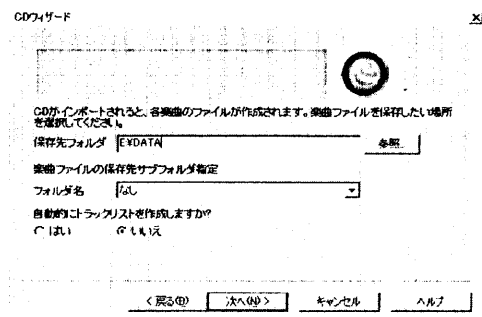 CDウィザード
CDがインポートされると、各楽曲のファイルが作成されます。楽曲ファイルを保存したい場所
を選択してください。
保存先フォルダ E¥DATA 参照...
楽曲ファイルの保存先サブフォルダ指定
フォルダ名 なし
自動的にトラックリストを作成しますか?
はい いいえ
< 戻る(B) 次へ(N) > キャンセル ヘルプ